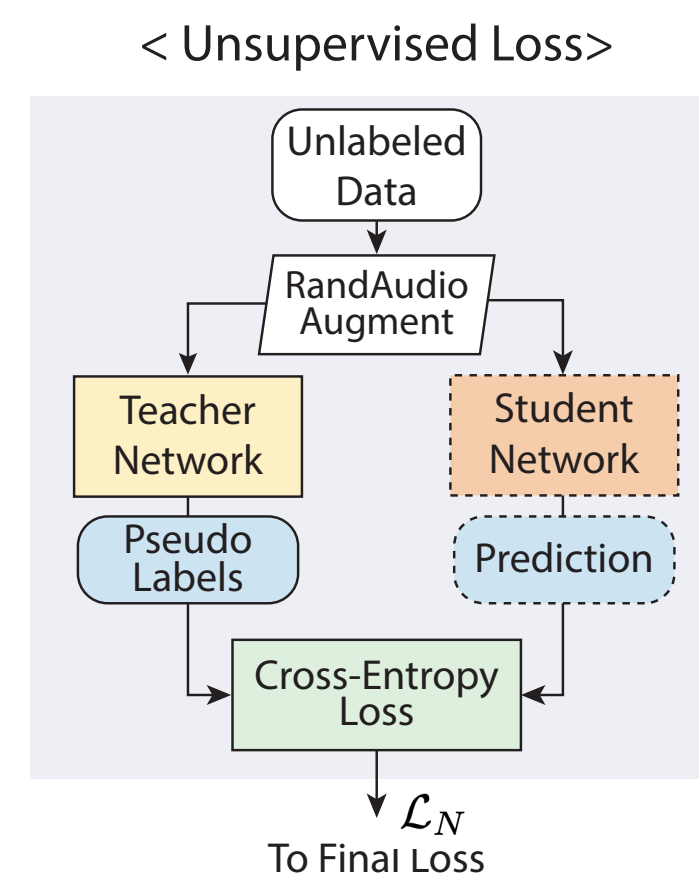 < Unsupervised Loss>
Unlabeled
Data
RandAudio
Augment
Teacher
Network
Student
Network
Pseudo
Labels
Prediction
Cross-Entropy
Loss
ℒ_N
To Final Loss